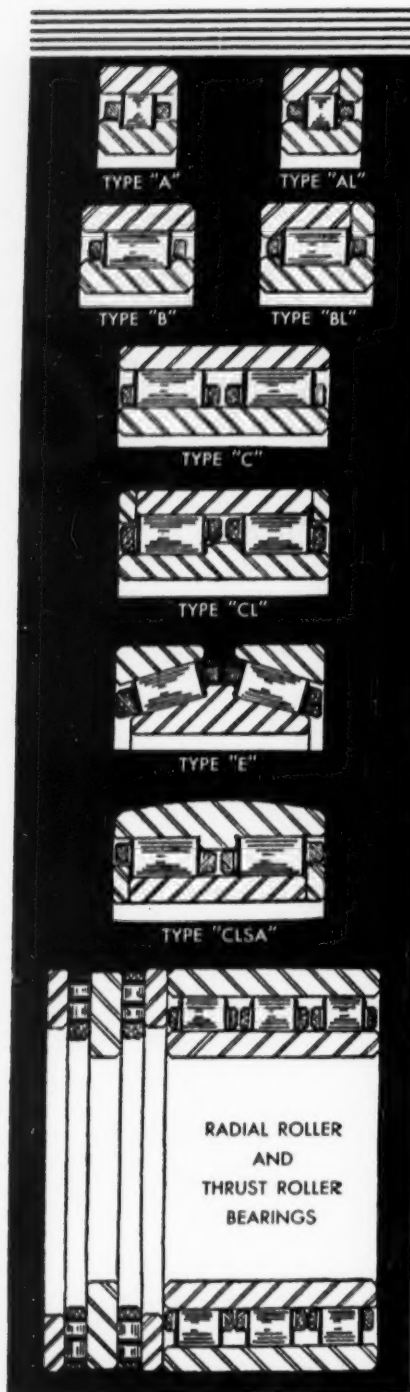 TYPE "A"
TYPE "AL"
TYPE "B"
TYPE "BL"
TYPE "C"
TYPE "CL"
TYPE "E"
TYPE "CLSA"
RADIAL ROLLER
AND
THRUST ROLLER
BEARINGS